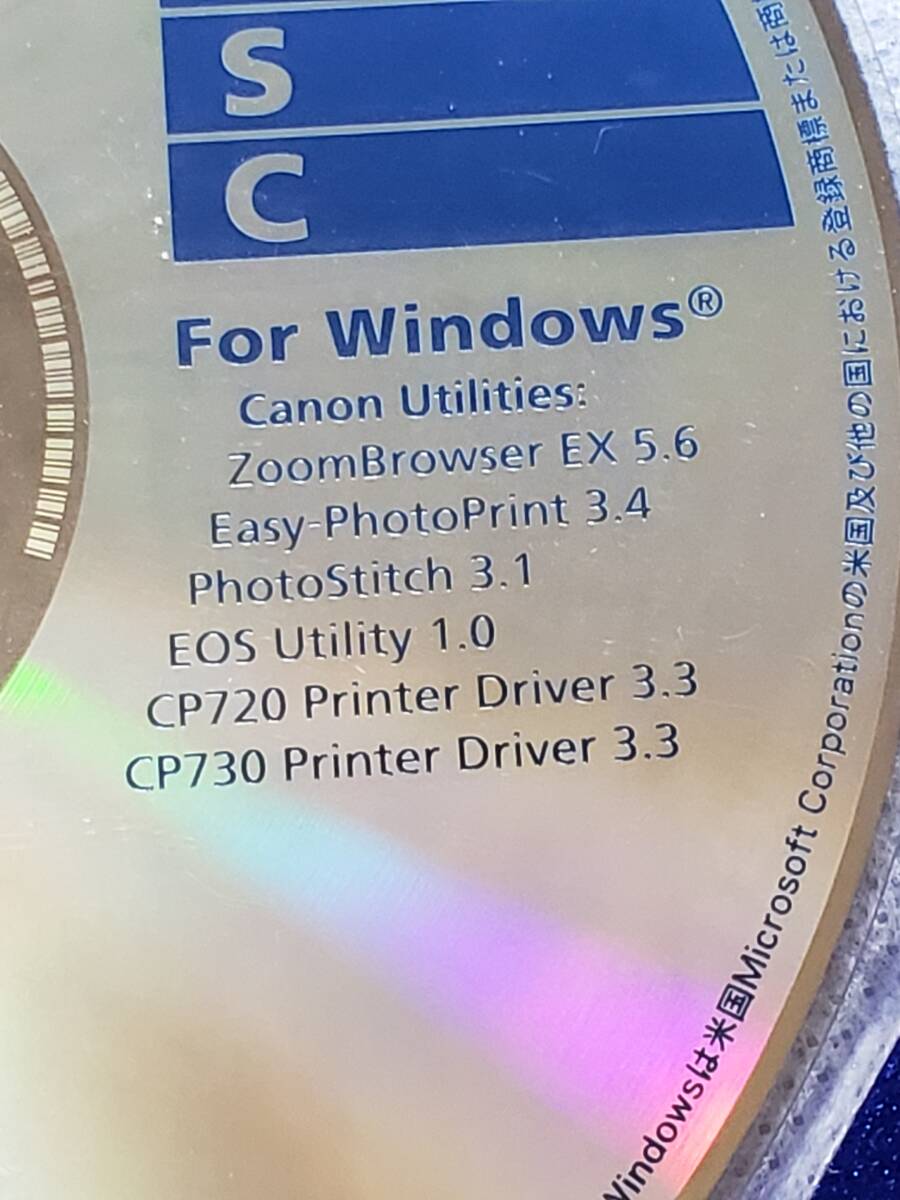 S
C
For Windows®
Canon Utilities:
ZoomBrowser EX 5.6
Easy-PhotoPrint 3.4
PhotoStitch 3.1
EOS Utility 1.0
CP720 Printer Driver 3.3
CP730 Printer Driver 3.3
Windowsは米国Microsoft Corporationの米国及び他の国における登録商標または商